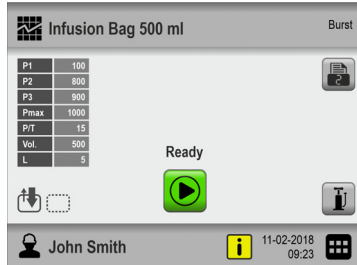 Infusion Bag 500 ml
Burst
P1 100
P2 800
P3 900
Pmax 1000
P/T 15
Vol. 500
L 5
2
Ready
i
John Smith
11-02-2018
09:23